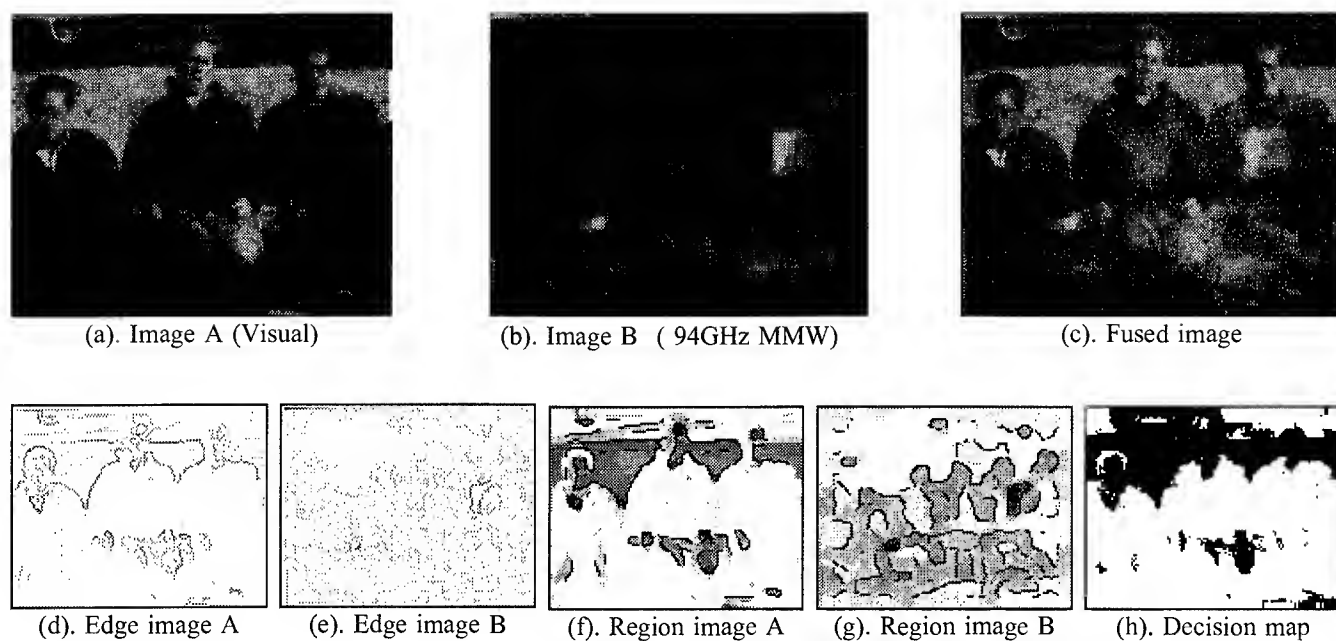 (a). Image A (Visual)
(b). Image B ( 94GHz MMW)
(c). Fused image
(d). Edge image A
(e). Edge image B
(f). Region image A
(g). Region image B
(h). Decision map